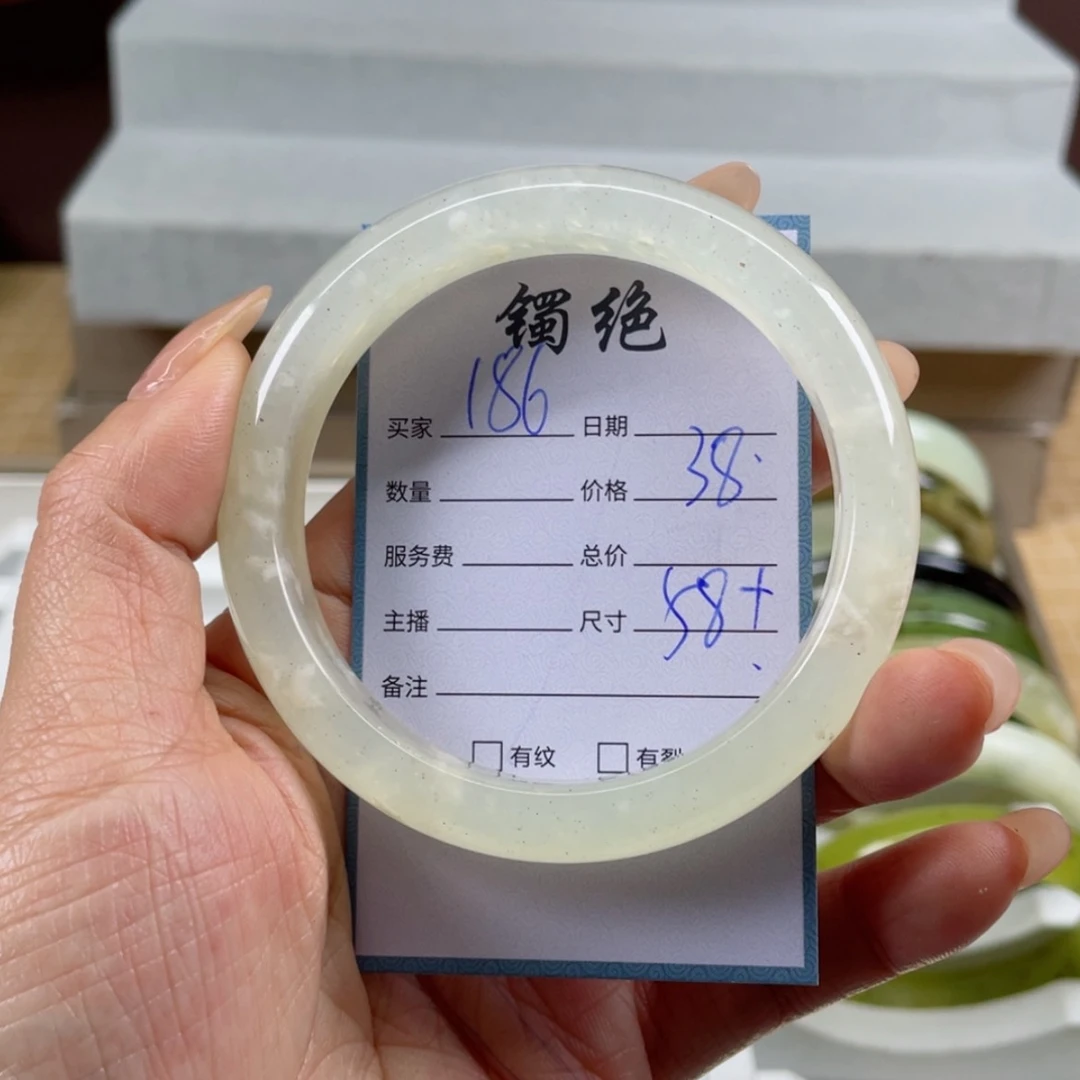 镯绝
买家 186 日期
数量 价格 38.
服务费 总价
主播 尺寸 58+
备注
□ 有纹 □ 有裂